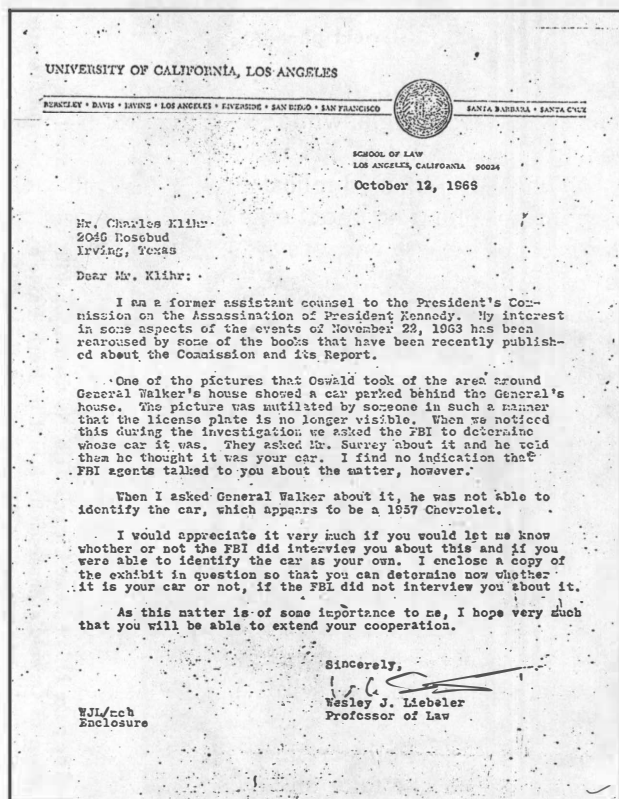 UNIVERSITY OF CALIFORNIA, LOS ANGELES
BERKELEY • DAVIS • IRVINE • LOS ANGELES • RIVERSIDE • SAN DIEGO • SAN FRANCISCO SANTA BARBARA • SANTA CRUZ
SCHOOL OF LAW
LOS ANGELES, CALIFORNIA 90024
October 12, 1966
Mr. Charles Klihr
2046 Rosebud
Irving, Texas
Dear Mr. Klihr:
I am a former assistant counsel to the President's Com-
mission on the Assassination of President Kennedy. My interest
in some aspects of the events of November 22, 1963 has been
rearoused by some of the books that have been recently publish-
ed about the Commission and its Report.
One of the pictures that Oswald took of the area around
General Walker's house showed a car parked behind the General's
house. The picture was mutilated by someone in such a manner
that the license plate is no longer visible. When we noticed
this during the investigation we asked the FBI to determine
whose car it was. They asked Mr. Surrey about it and he told
them he thought it was your car. I find no indication that
FBI agents talked to you about the matter, however.
When I asked General Walker about it, he was not able to
identify the car, which appears to be a 1957 Chevrolet.
I would appreciate it very much if you would let me know
whether or not the FBI did interview you about this and if you
were able to identify the car as your own. I enclose a copy of
the exhibit in question so that you can determine now whether
it is your car or not, if the FBI did not interview you about it.
As this matter is of some importance to me, I hope very much
that you will be able to extend your cooperation.
Sincerely,
Wesley J. Liebeler
Professor of Law
WJL/mch
Enclosure